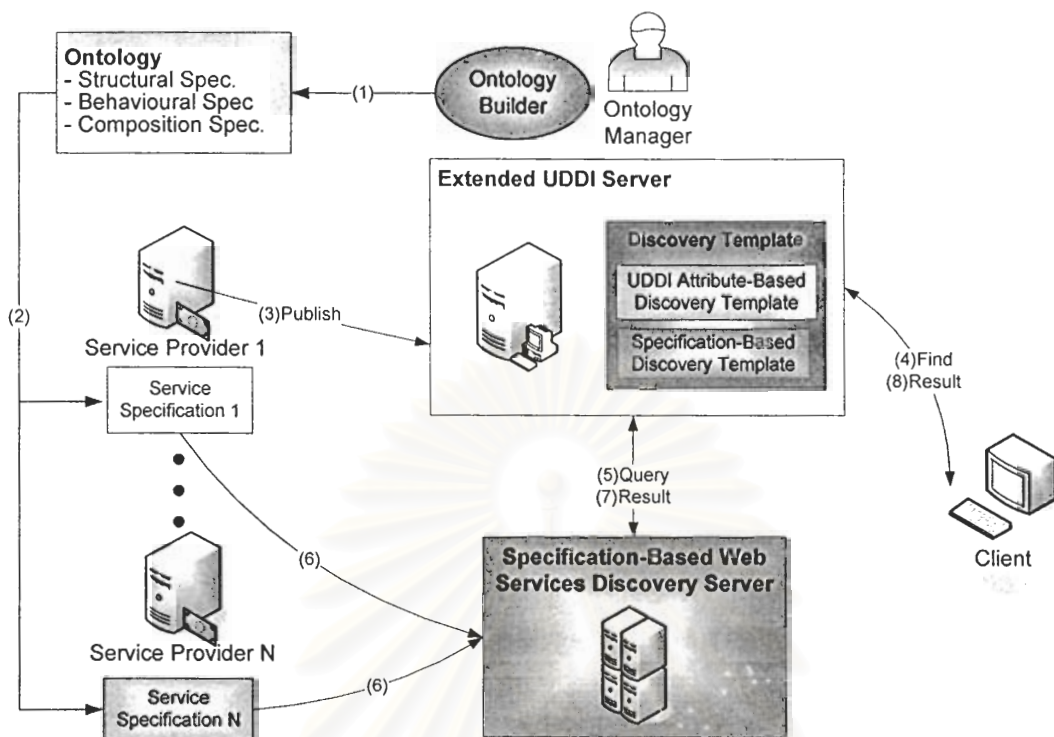 Ontology
- Structural Spec.
- Behavioural Spec
- Composition Spec.
(1)
Ontology
Builder
Ontology
Manager
Extended UDDI Server
Discovery Template
UDDI Attribute-Based
Discovery Template
Specification-Based
Discovery Template
(2)
(3)Publish
Service Provider 1
Service
Specification 1
(4)Find
(8)Result
(5)Query
(7)Result
Client
(6)
Specification-Based Web
Services Discovery Server
Service Provider N
(6)
Service
Specification N